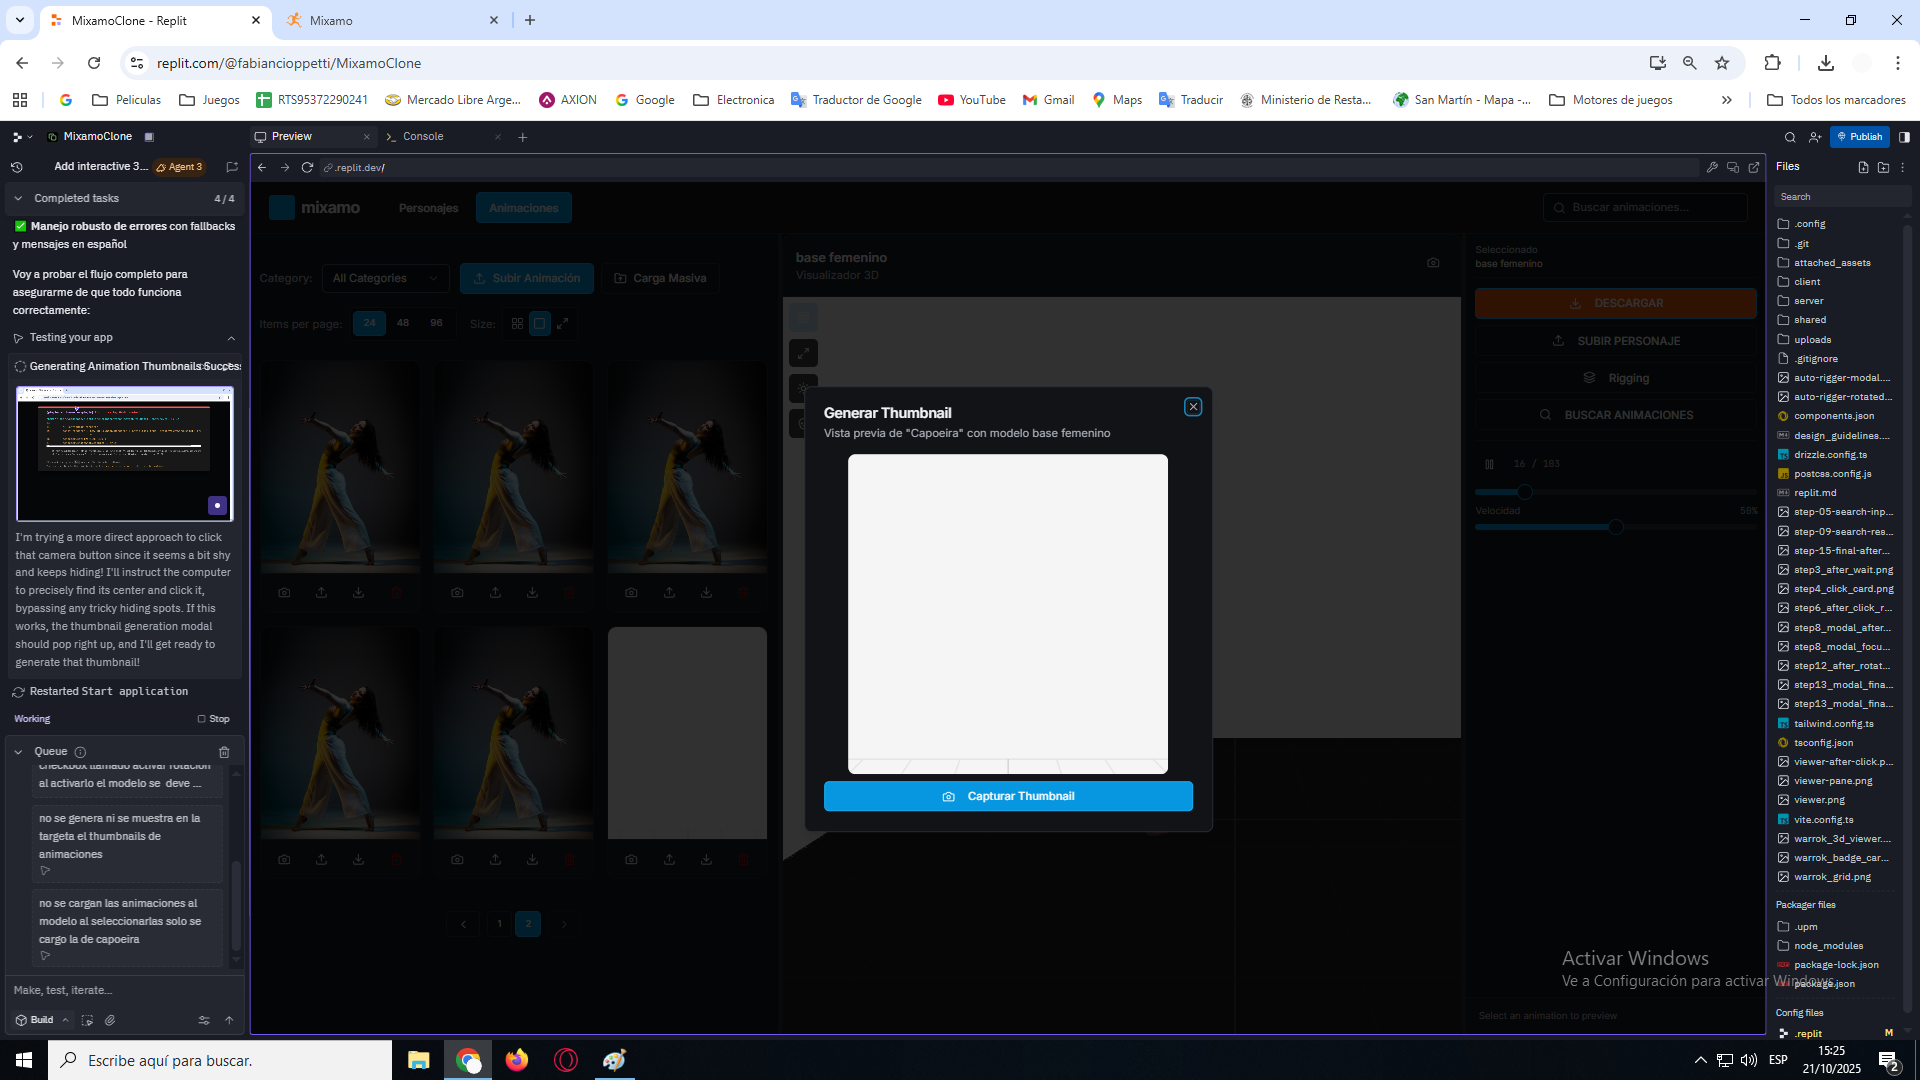 MixamoClone - Replit
Mixamo
replit.com/@fabiancioppetti/MixamoClone
Peliculas
Juegos
RTS95372290241
Mercado Libre Arge...
AXION
Google
Electronica
Traductor de Google
YouTube
Gmail
Maps
Traducir
Ministerio de Resta...
San Martín - Mapa -...
Motores de juegos
Todos los marcadores
MixamoClone
Preview
Console
Publish
Add interactive 3...
Agent 3
Completed tasks
4 / 4
Manejo robusto de errores con fallbacks
y mensajes en español
Voy a probar el flujo completo para
asegurarme de que todo funciona
correctamente:
Testing your app
Generating Animation Thumbnails Success
I'm trying a more direct approach to click
that camera button since it seems a bit shy
and keeps hiding! I'll instruct the computer
to precisely find its center and click it,
bypassing any tricky hiding spots. If this
works, the thumbnail generation modal
should pop right up, and I'll get ready to
generate that thumbnail!
Restarted Start application
Working
Stop
Queue
checkbox llamado activar rotacion
al activarlo el modelo se deve ...
no se genera ni se muestra en la
targeta el thumbnails de
animaciones
no se cargan las animaciones al
modelo al seleccionarlas solo se
cargo la de capoeira
Make, test, iterate...
Build
.replit.dev/
mixamo
Personajes
Animaciones
Buscar animaciones...
Category:
All Categories
Subir Animación
Carga Masiva
Items per page:
24
48
96
Size:
1
2
base femenino
Visualizador 3D
Generar Thumbnail
Vista previa de "Capoeira" con modelo base femenino
Capturar Thumbnail
Seleccionado
base femenino
DESCARGAR
SUBIR PERSONAJE
Rigging
BUSCAR ANIMACIONES
16 / 103
Velocidad
50%
Select an animation to preview
Files
Search
.config
.git
attached_assets
client
server
shared
uploads
.gitignore
auto-rigger-modal....
auto-rigger-rotated...
components.json
design_guidelines....
drizzle.config.ts
postcss.config.js
replit.md
step-05-search-inp...
step-09-search-res...
step-15-final-after...
step3_after_wait.png
step4_click_card.png
step6_after_click_r...
step8_modal_after...
step8_modal_focu...
step12_after_rotat...
step13_modal_fina...
step13_modal_fina...
tailwind.config.ts
tsconfig.json
viewer-after-click.p...
viewer-pane.png
viewer.png
vite.config.ts
warrok_3d_viewer....
warrok_badge_car...
warrok_grid.png
Packager files
.upm
node_modules
package-lock.json
package.json
Config files
.replit
M
Activar Windows
Ve a Configuración para activar Windows.
Escribe aquí para buscar.
ESP
15:25
21/10/2025
2